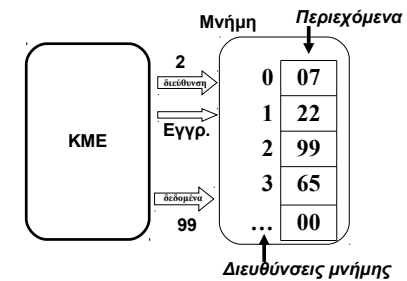 Μνήμη
Περιεχόμενα
2
διεύθυνση
0 07
Εγγρ.
1 22
ΚΜΕ
2 99
3 65
δεδομένα
99
... 00
Διευθύνσεις μνήμης